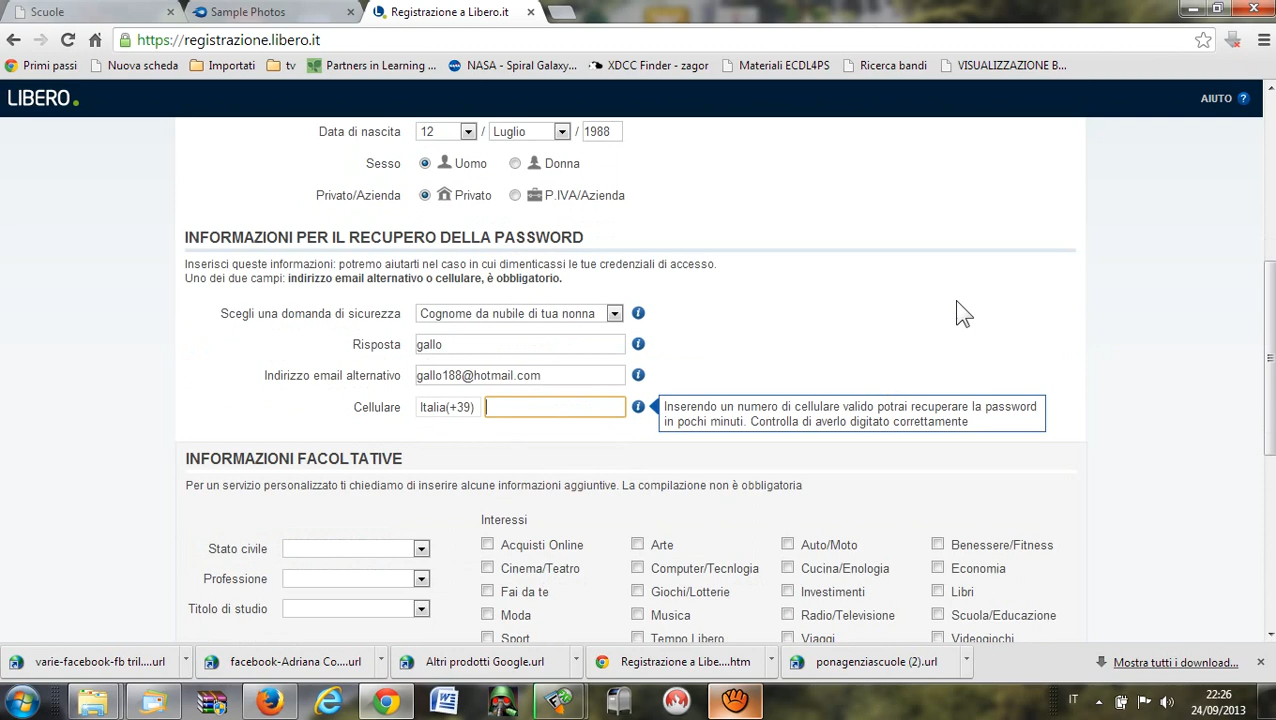 Scuole
Sample Photos
Registrazione a Libero.it
https://registrazione.libero.it
Primi passi
Nuova scheda
Importati
tv
Partners in Learning ...
NASA - Spiral Galaxy...
XDCC Finder - zagor
Materiali ECDL4PS
Ricerca bandi
VISUALIZZAZIONE B...
LIBERO.
AIUTO ?
Data di nascita 12 / Luglio / 1988
Sesso Uomo Donna
Privato/Azienda Privato P.IVA/Azienda
INFORMAZIONI PER IL RECUPERO DELLA PASSWORD
Inserisci queste informazioni: potremo aiutarti nel caso in cui dimenticassi le tue credenziali di accesso.
Uno dei due campi: indirizzo email alternativo o cellulare, è obbligatorio.
Scegli una domanda di sicurezza Cognome da nubile di tua nonna
Risposta gallo
Indirizzo email alternativo gallo188@hotmail.com
Cellulare Italia(+39)
Inserendo un numero di cellulare valido potrai recuperare la password
in pochi minuti. Controlla di averlo digitato correttamente
INFORMAZIONI FACOLTATIVE
Per un servizio personalizzato ti chiediamo di inserire alcune informazioni aggiuntive. La compilazione non è obbligatoria
Interessi
Stato civile
Professione
Titolo di studio
Acquisti Online Arte Auto/Moto Benessere/Fitness
Cinema/Teatro Computer/Tecnlogia Cucina/Enologia Economia
Fai da te Giochi/Lotterie Investimenti Libri
Moda Musica Radio/Televisione Scuola/Educazione
Sport Tempo Libero Viaggi Videogiochi
varie-facebook-fb tril....url
facebook-Adriana Co....url
Altri prodotti Google.url
Registrazione a Libe....htm
ponagenziascuole (2).url
Mostra tutti i download...
IT
22:26
24/09/2013